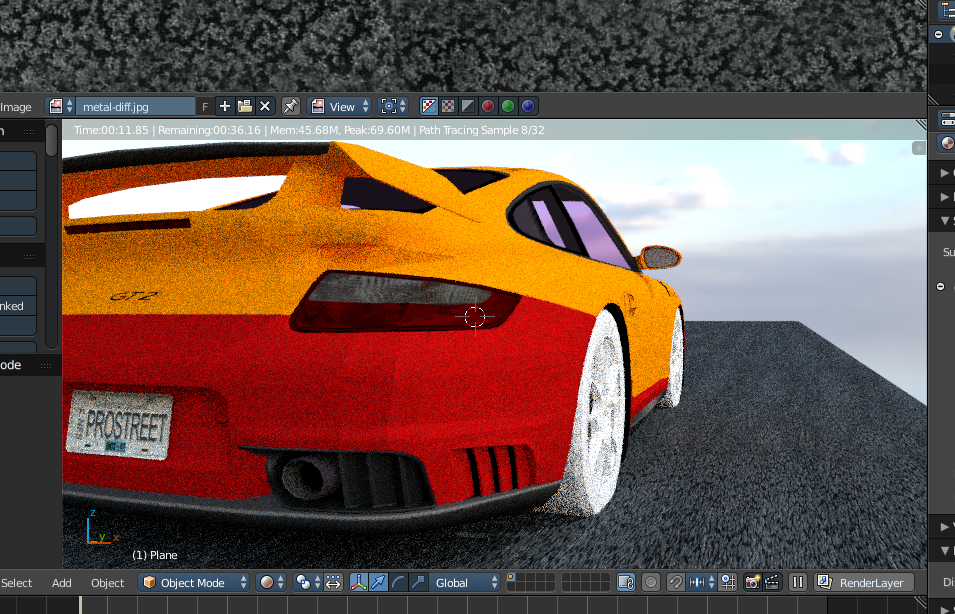 Image
metal-diff.jpg
F
View
Time:00:11.85 | Remaining:00:36.16 | Mem:45.68M, Peak:69.60M | Path Tracing Sample 8/32
GT2
nked
ode
PROSTREET
z
y x
(1) Plane
Su
Select Add Object Object Mode Global RenderLayer
Di